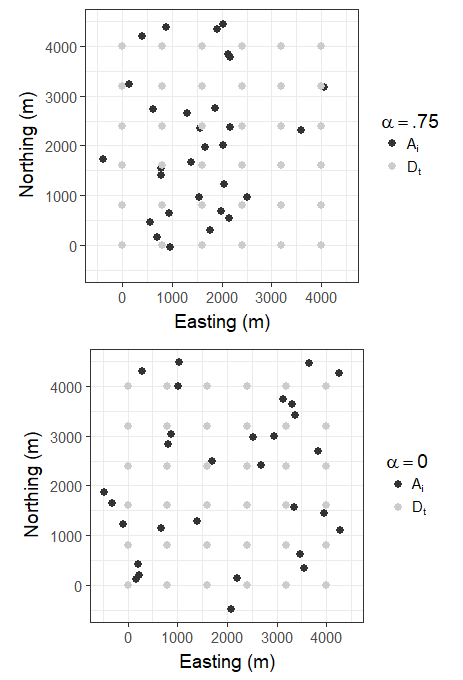 4000
3000
2000
1000
0
Northing (m)
0 1000 2000 3000 4000
Easting (m)
α = .75
Aᵢ
Dₜ
4000
3000
2000
1000
0
Northing (m)
0 1000 2000 3000 4000
Easting (m)
α = 0
Aᵢ
Dₜ